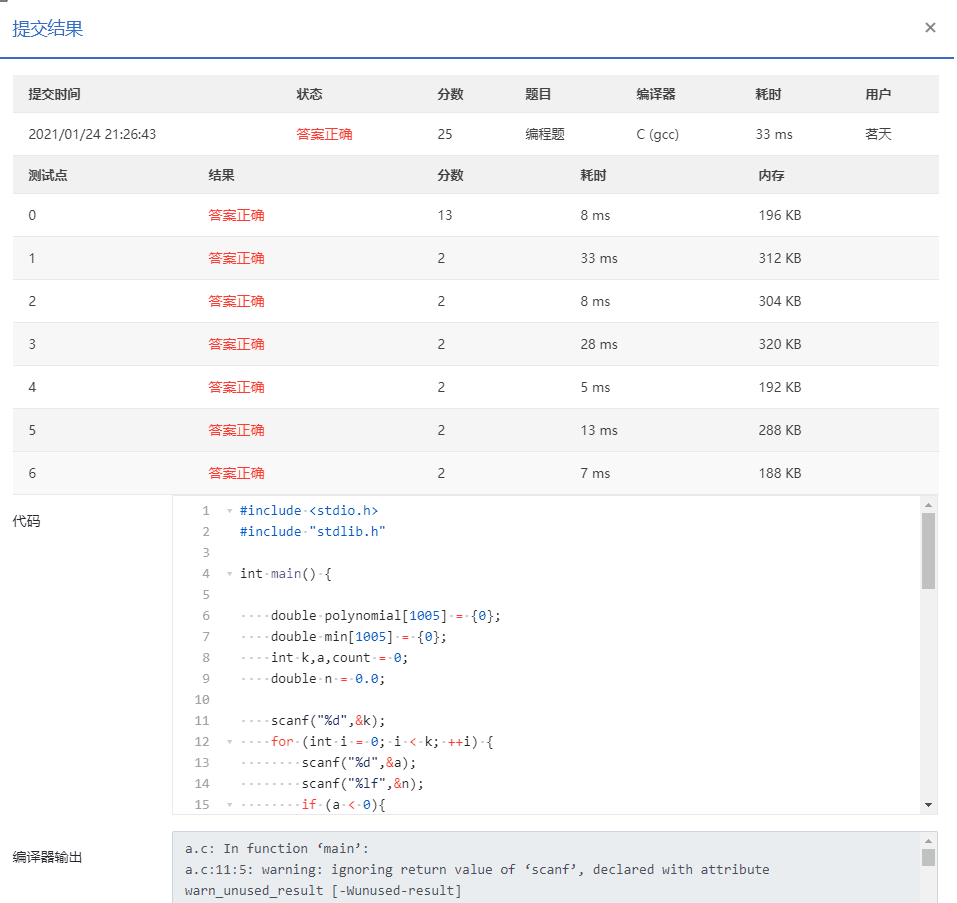 提交结果
×
提交时间 状态 分数 题目 编译器 耗时 用户
2021/01/24 21:26:43 答案正确 25 编程题 C (gcc) 33 ms 茗天
测试点 结果 分数 耗时 内存
0 答案正确 13 8 ms 196 KB
1 答案正确 2 33 ms 312 KB
2 答案正确 2 8 ms 304 KB
3 答案正确 2 28 ms 320 KB
4 答案正确 2 5 ms 192 KB
5 答案正确 2 13 ms 288 KB
6 答案正确 2 7 ms 188 KB
代码
1 #include <stdio.h>
2 #include "stdlib.h"
3
4 int main() {
5
6     double polynomial[1005] = {0};
7     double min[1005] = {0};
8     int k,a,count = 0;
9     double n = 0.0;
10
11     scanf("%d",&k);
12     for (int i = 0; i < k; ++i) {
13         scanf("%d",&a);
14         scanf("%lf",&n);
15         if (a < 0){
编译器输出
a.c: In function ‘main’:
a.c:11:5: warning: ignoring return value of ‘scanf’, declared with attribute
warn_unused_result [-Wunused-result]